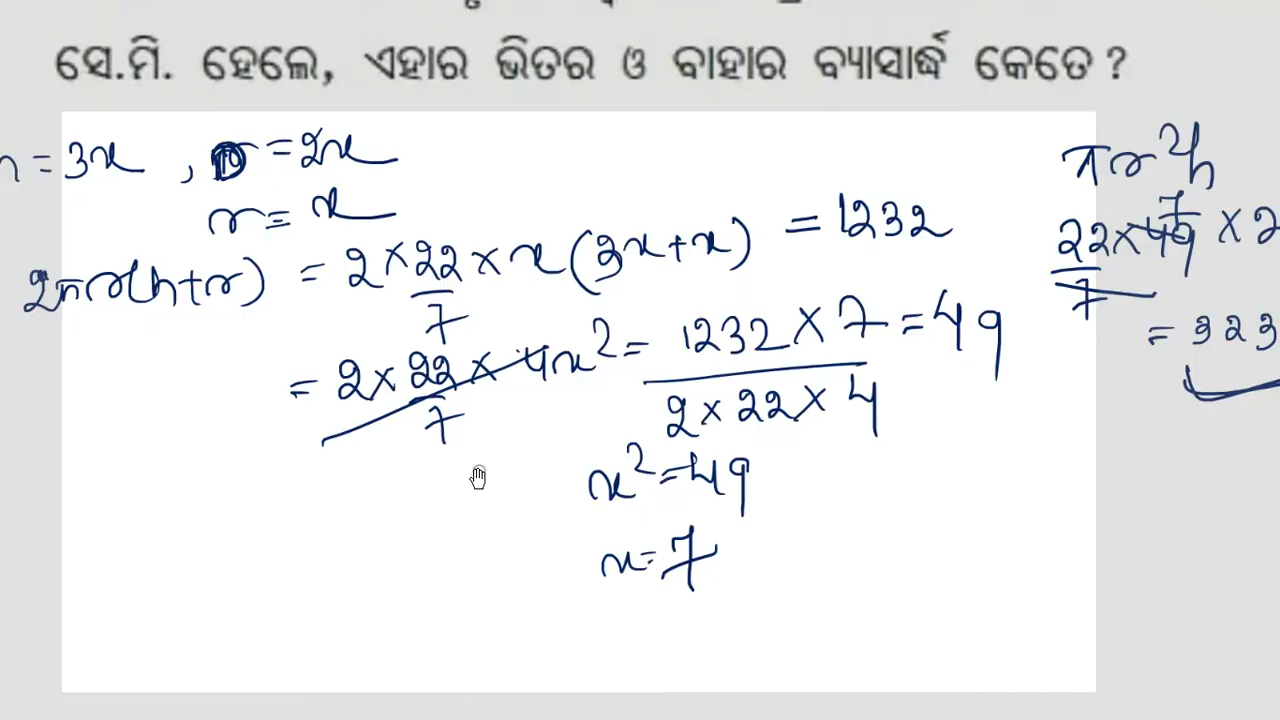 ସେ.ମି. ହେଲେ, ଏହାର ଭିତର ଓ ବାହାର ବ୍ୟାସାର୍ଦ୍ଧ କେତେ ?
h = 3x , = 2x
r = x
2πr(h+r) = 2 × 22/7 × x (3x+x) = 1232
= 2 × 22/7 × 4x² = 1232 × 7 / 2 × 22 × 4 = 49
x² = 49
x = 7
πr²h
22/7 × 49 7 × 2
= 323